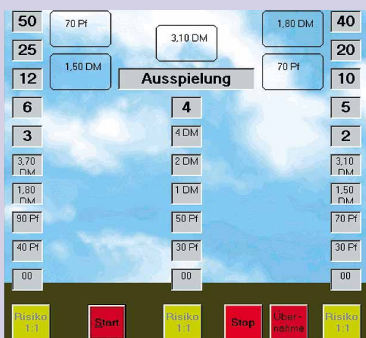 50 70 Pf 3,10 DM 1,80 DM 40
25 20
12 1,50 DM Ausspielung 70 Pf 10
6 4 5
3 4 DM 2
3,70 DM 2 DM 3,10 DM
1,80 DM 1 DM 1,50 DM
90 Pf 50 Pf 70 Pf
40 Pf 30 Pf 30 Pf
00 00 00
Risiko 1:1 Start Risiko 1:1 Stop Über-nahme Risiko 1:1